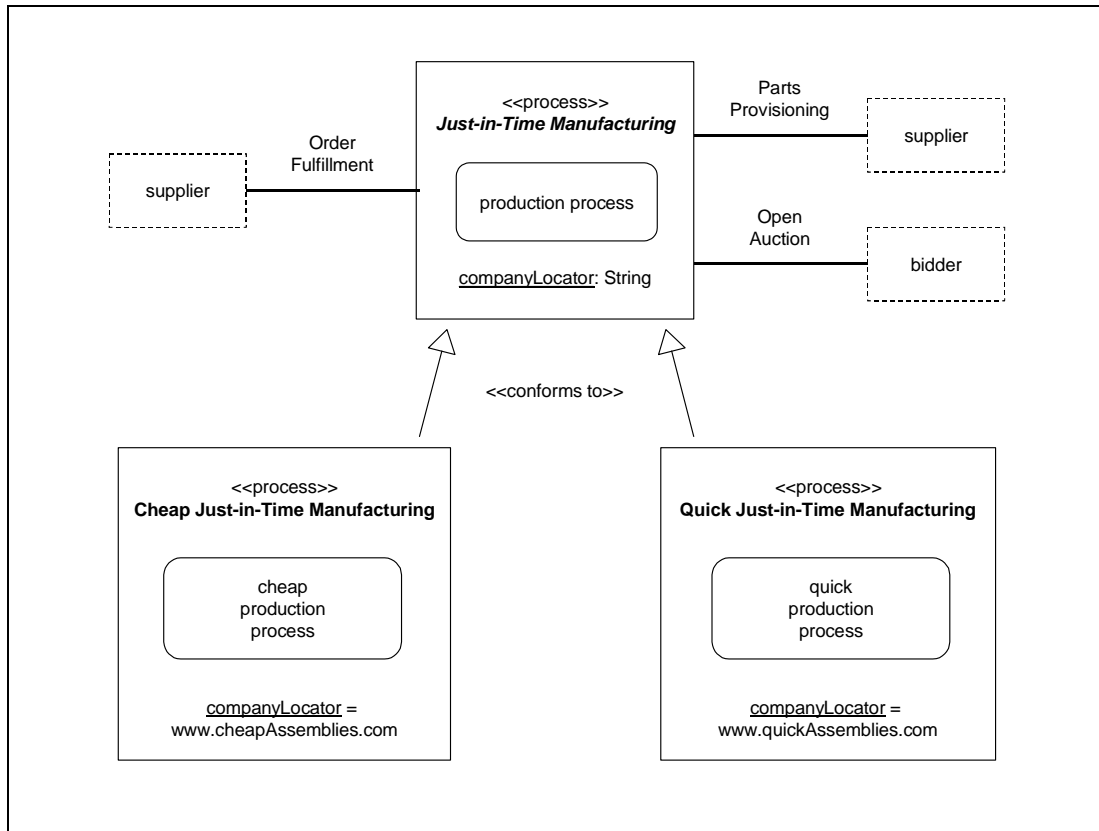 <<process>>
Just-in-Time Manufacturing
production process
companyLocator: String
Order
Fulfillment
supplier
Parts
Provisioning
supplier
Open
Auction
bidder
<<conforms to>>
<<process>>
Cheap Just-in-Time Manufacturing
cheap
production
process
companyLocator =
www.cheapAssemblies.com
<<process>>
Quick Just-in-Time Manufacturing
quick
production
process
companyLocator =
www.quickAssemblies.com